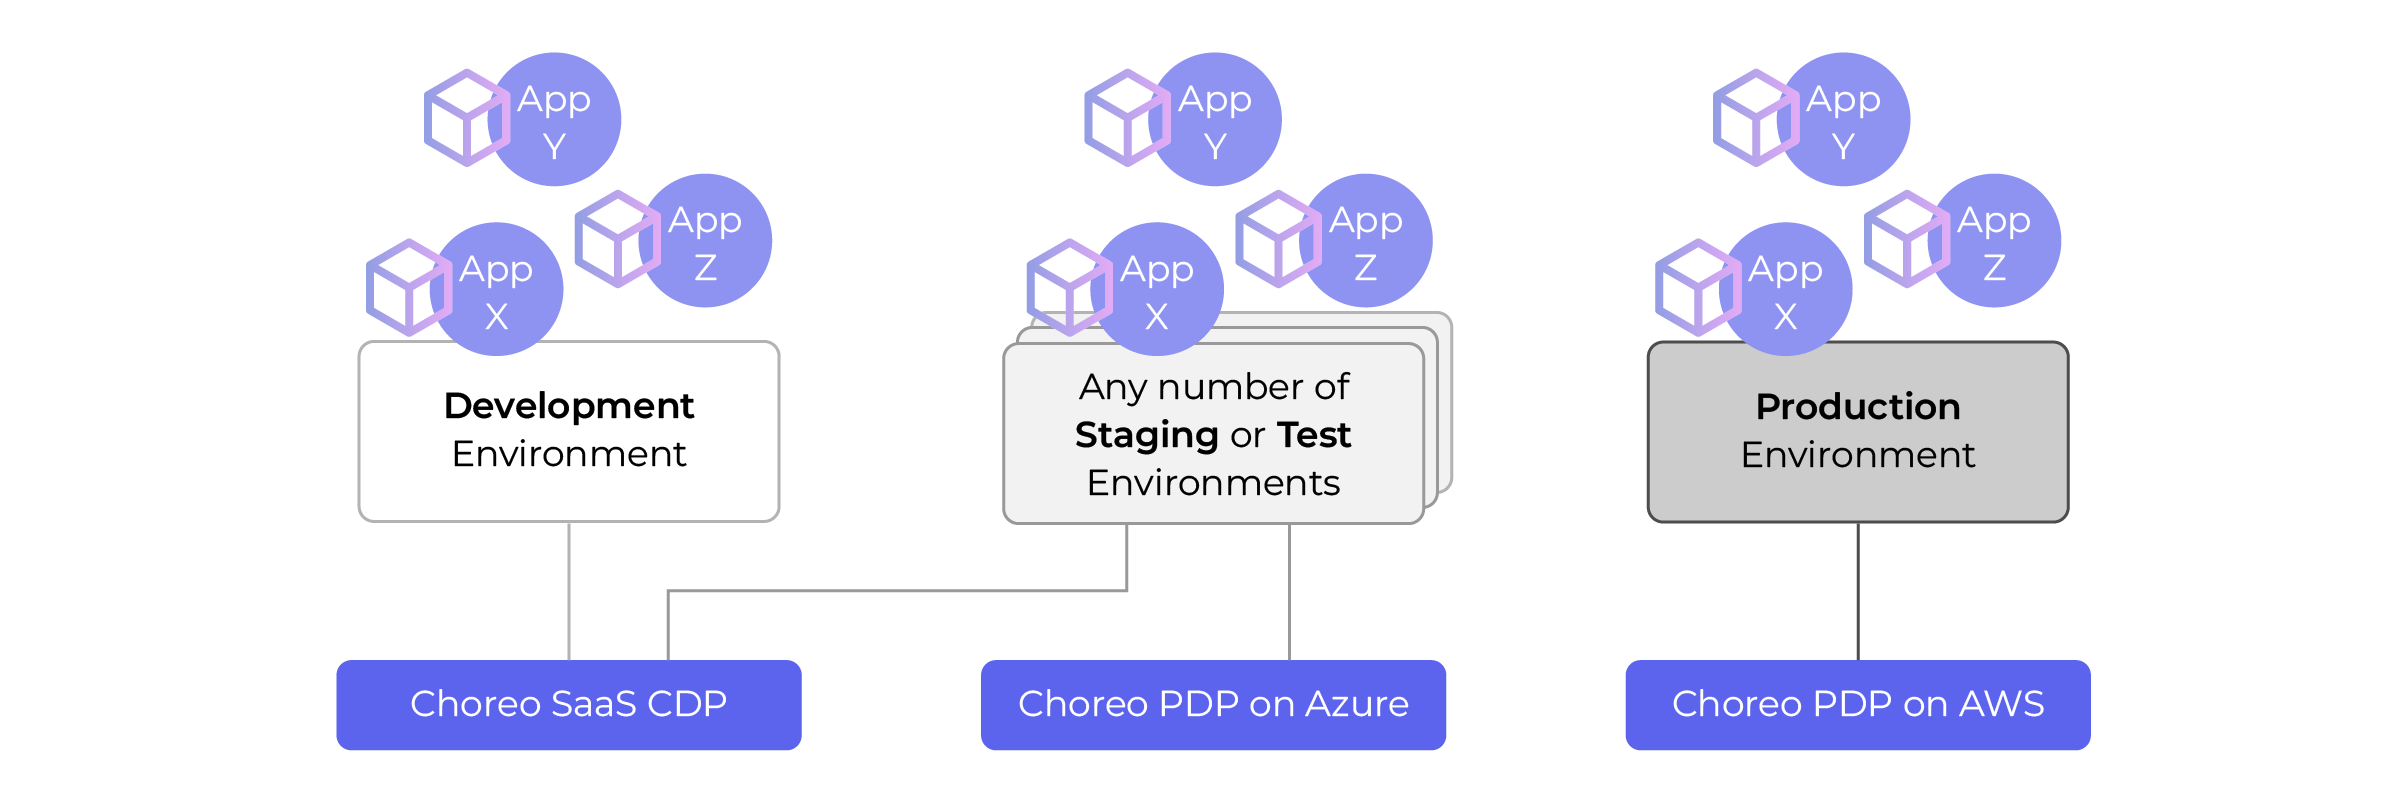 App
Y
App
Z
App
X
Development
Environment
Choreo SaaS CDP
App
Y
App
Z
App
X
Any number of
Staging or Test
Environments
Choreo PDP on Azure
App
Y
App
Z
App
X
Production
Environment
Choreo PDP on AWS